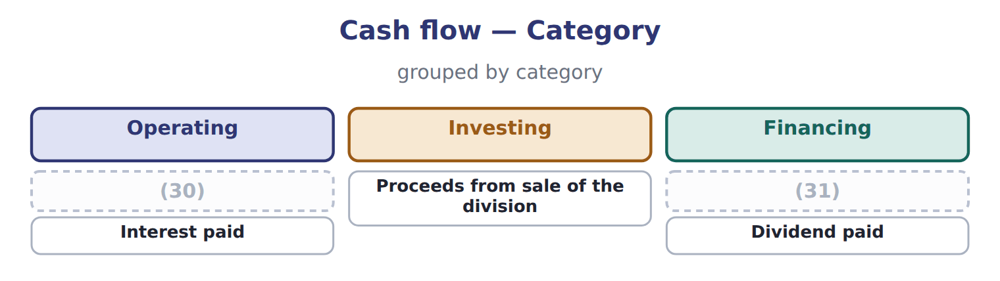 Cash flow — Category
grouped by category
Operating
Investing
Financing
(30)
Proceeds from sale of the
division
(31)
Interest paid
Dividend paid